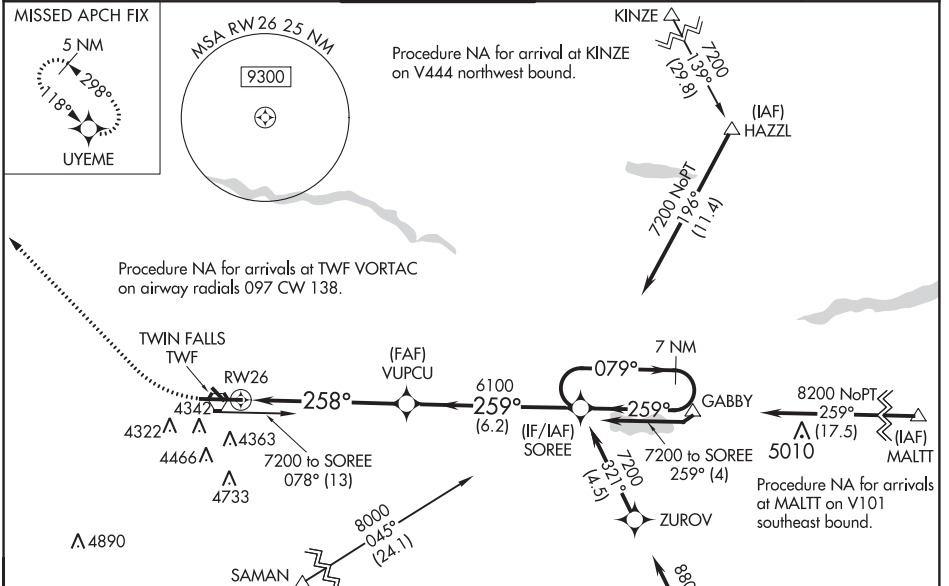 MISSED APCH FIX
5 NM
298°
118°
UYEME
MSA RW26 25 NM
9300
Procedure NA for arrival at KINZE
on V444 northwest bound.
KINZE
7200
139°
(29.8)
(IAF)
HAZZL
7200 NoPT
196°
(11.4)
Procedure NA for arrivals at TWF VORTAC
on airway radials 097 CW 138.
TWIN FALLS
TWF
RW26
(FAF)
VUPCU
258°
6100
259°
(6.2)
079°
7 NM
259°
GABBY
(IF/IAF)
SOREE
7200 to SOREE
259° (4)
8200 NoPT
259°
(17.5)
(IAF)
MALTT
5010
4342
4322
4363
4466
4733
7200 to SOREE
078° (13)
7200
321°
(4.5)
ZUROV
Procedure NA for arrivals
at MALTT on V101
southeast bound.
4890
8000
045°
(24.1)
SAMAN